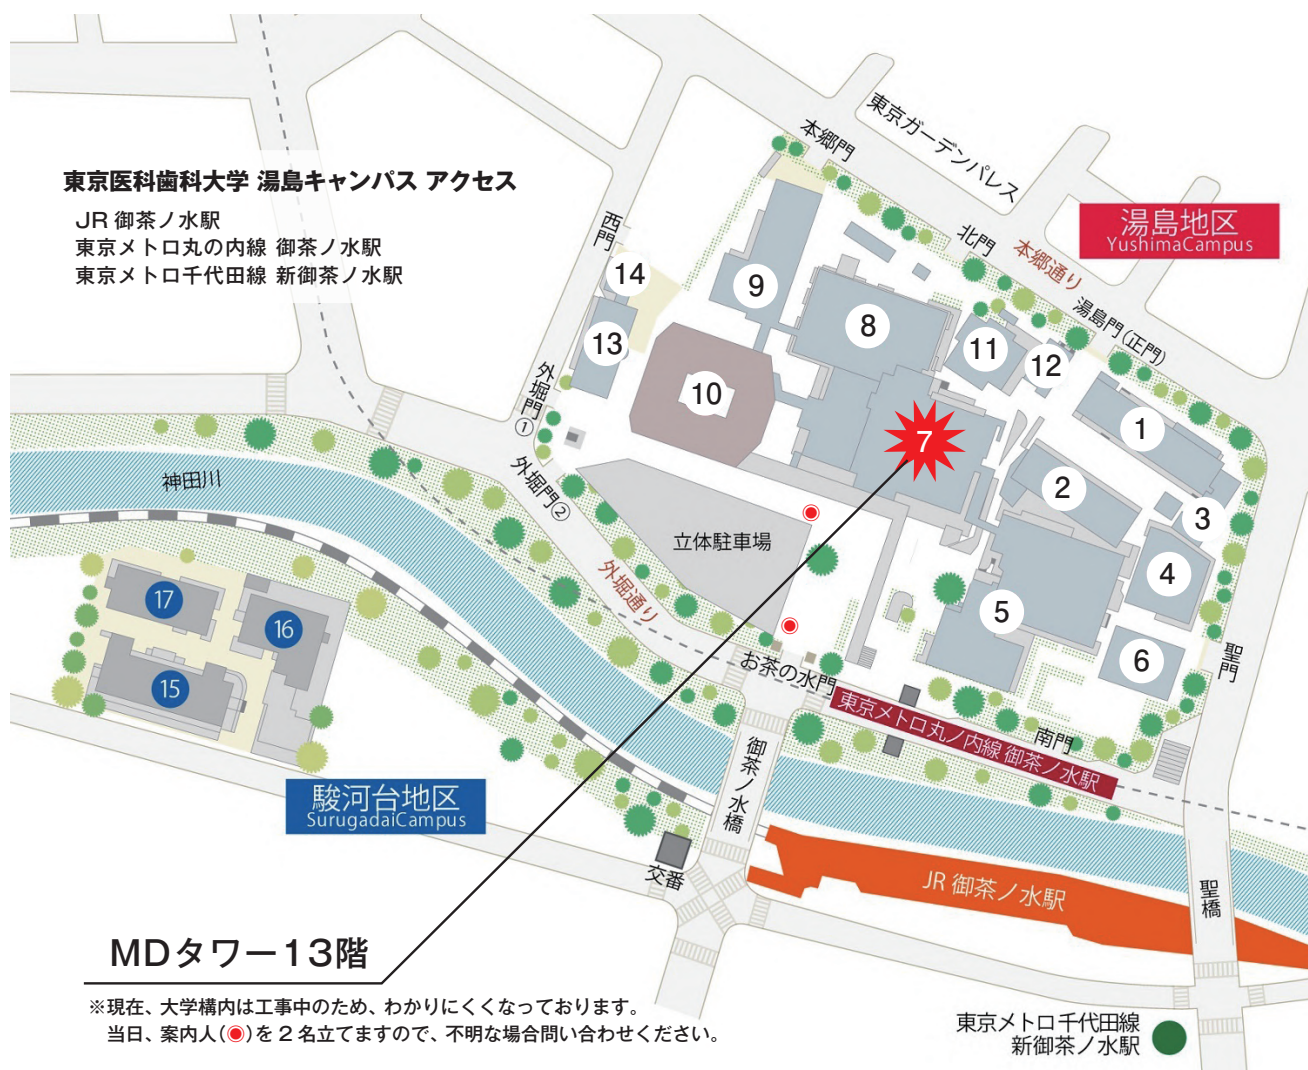 東京医科歯科大学 湯島キャンパス アクセス
JR 御茶ノ水駅
東京メトロ丸の内線 御茶ノ水駅
東京メトロ千代田線 新御茶ノ水駅
本郷門
東京ガーデンパレス
北門
本郷通り
湯島地区
YushimaCampus
湯島門(正門)
西門
14
13
9
8
11
12
10
7
1
2
3
4
5
6
外堀門①
外堀門②
神田川
立体駐車場
外堀通り
お茶の水門
聖門
南門
東京メトロ丸ノ内線 御茶ノ水駅
17
16
15
駿河台地区
SurugadaiCampus
御茶ノ水橋
交番
JR 御茶ノ水駅
聖橋
MDタワー13階
※現在、大学構内は工事中のため、わかりにくくなっております。
当日、案内人(◉)を2名立てますので、不明な場合問い合わせください。
東京メトロ千代田線
新御茶ノ水駅